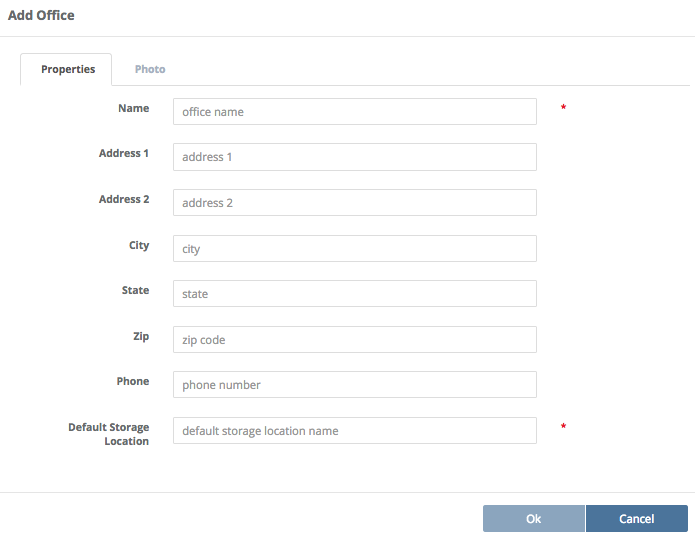 Add Office
Properties Photo
Name office name *
Address 1 address 1
Address 2 address 2
City city
State state
Zip zip code
Phone phone number
Default Storage
Location default storage location name *
Ok Cancel